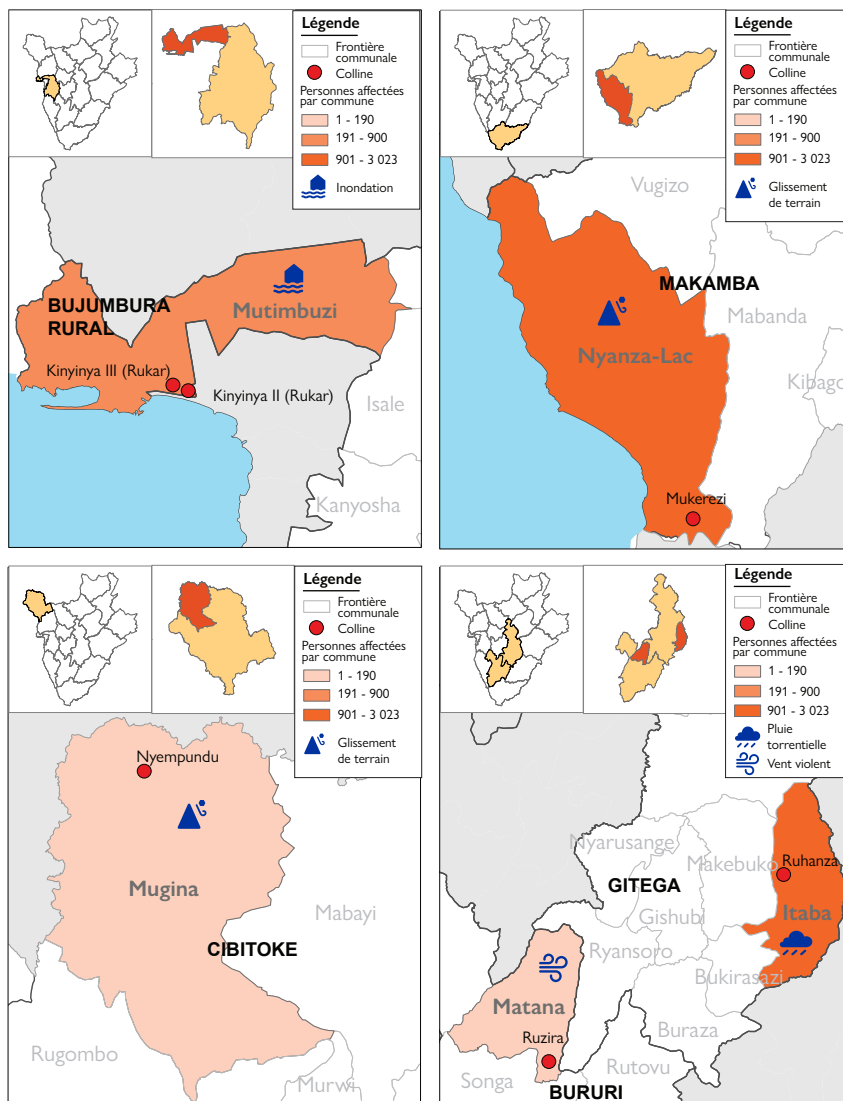 Légende
Frontière
communale
Colline
Personnes affectées
par commune
1 - 190
191 - 900
901 - 3 023
Inondation
BUJUMBURA
RURAL
Mutimbuzi
Kinyinya III (Rukar)
Kinyinya II (Rukar)
Isale
Kanyosha
Légende
Frontière
communale
Colline
Personnes affectées
par commune
1 - 190
191 - 900
901 - 3 023
Glissement
de terrain
Vugizo
MAKAMBA
Mabanda
Nyanza-Lac
Kibago
Mukerezi
Légende
Frontière
communale
Colline
Personnes affectées
par commune
1 - 190
191 - 900
901 - 3 023
Glissement
de terrain
Nyempundu
Mugina
Mabayi
CIBITOKE
Rugombo
Murwi
Légende
Frontière
communale
Colline
Personnes affectées
par commune
1 - 190
191 - 900
901 - 3 023
Pluie
torrentielle
Vent violent
Nyarusange
Makebuko
Ruhanza
GITEGA
Gishubi
Itaba
Ryansoro
Bukirasazi
Matana
Buraza
Ruzira
Rutovu
Songa
BURURI